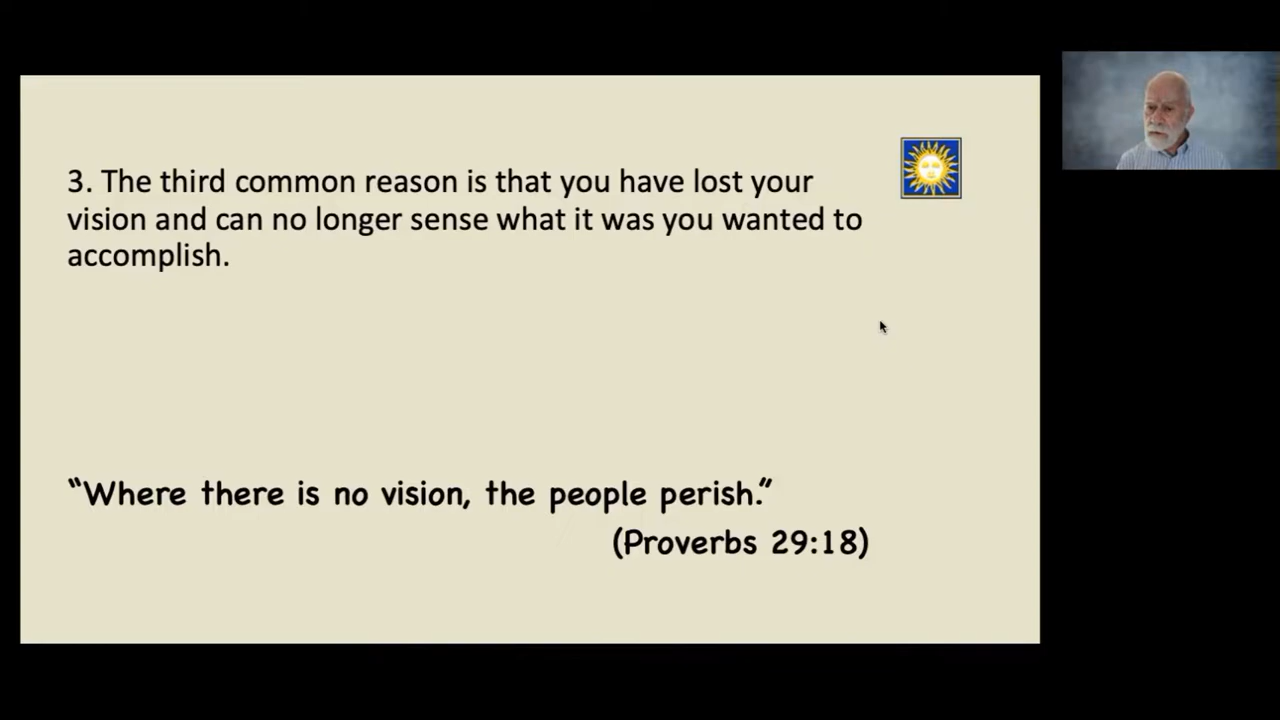 3. The third common reason is that you have lost your
vision and can no longer sense what it was you wanted to
accomplish.
“Where there is no vision, the people perish.”
(Proverbs 29:18)